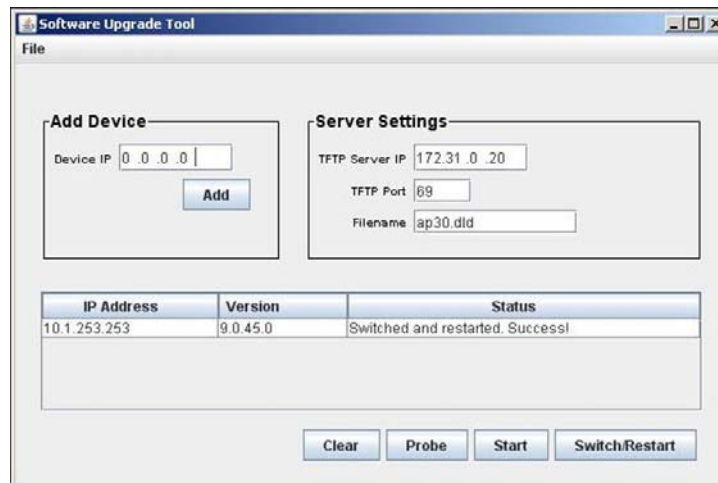 Software Upgrade Tool
File
Add Device
Device IP 0 .0 .0 .0
Add
Server Settings
TFTP Server IP 172.31 .0 .20
TFTP Port 69
Filename ap30.dld
IP Address Version Status
10.1.253.253 9.0.45.0 Switched and restarted. Success!
Clear Probe Start Switch/Restart